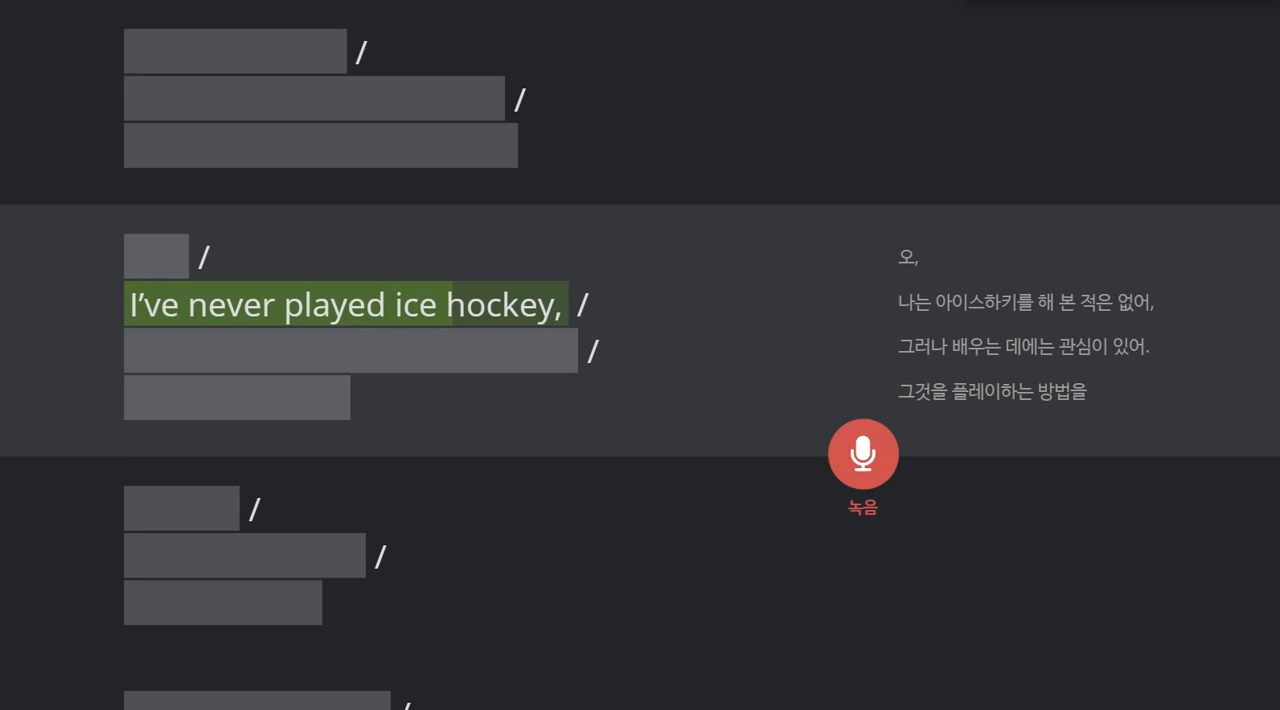 /
/
/
오,
I’ve never played ice hockey, /
나는 아이스하키를 해 본 적은 없어,
/
그러나 배우는 데에는 관심이 있어.
그것을 플레이하는 방법을
녹음
/
/
/